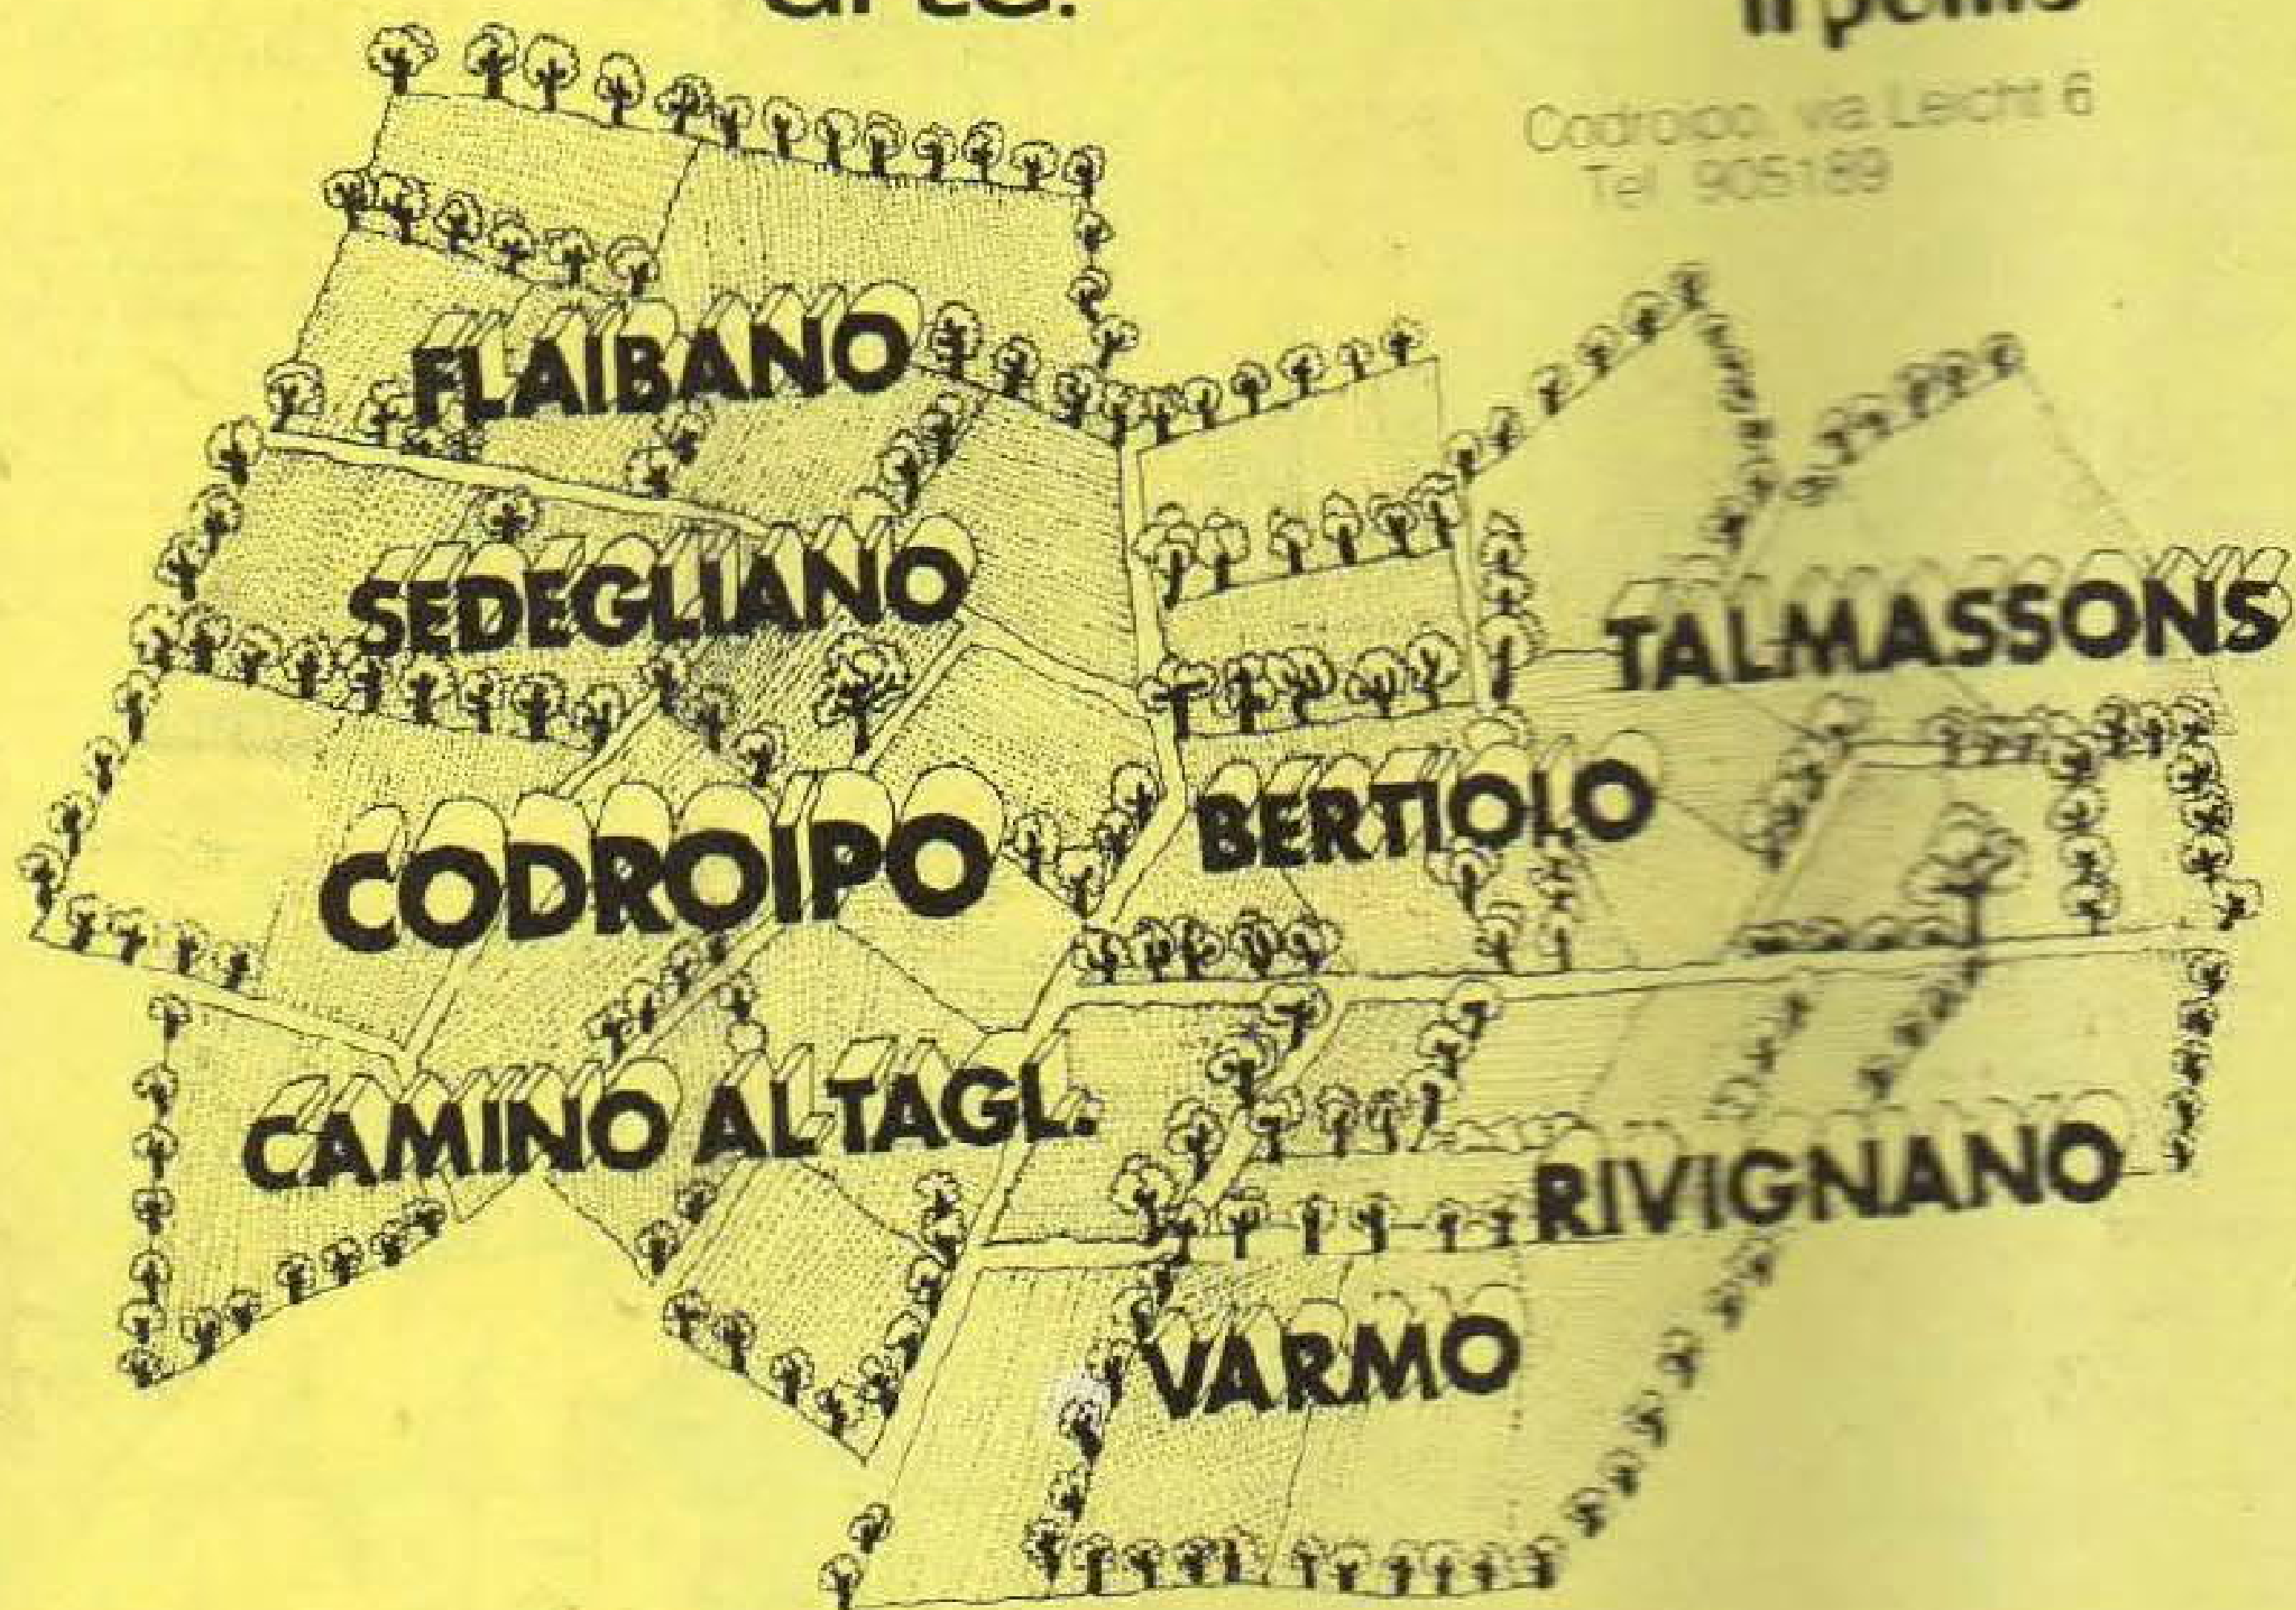 Codroipo, via Leicht 6
Tel. 905189
FLAIBANO
SEDEGLIANO
TALMASSONS
CODROIPO
BERTIOLO
CAMINO AL TAGL.
RIVIGNANO
VARMO